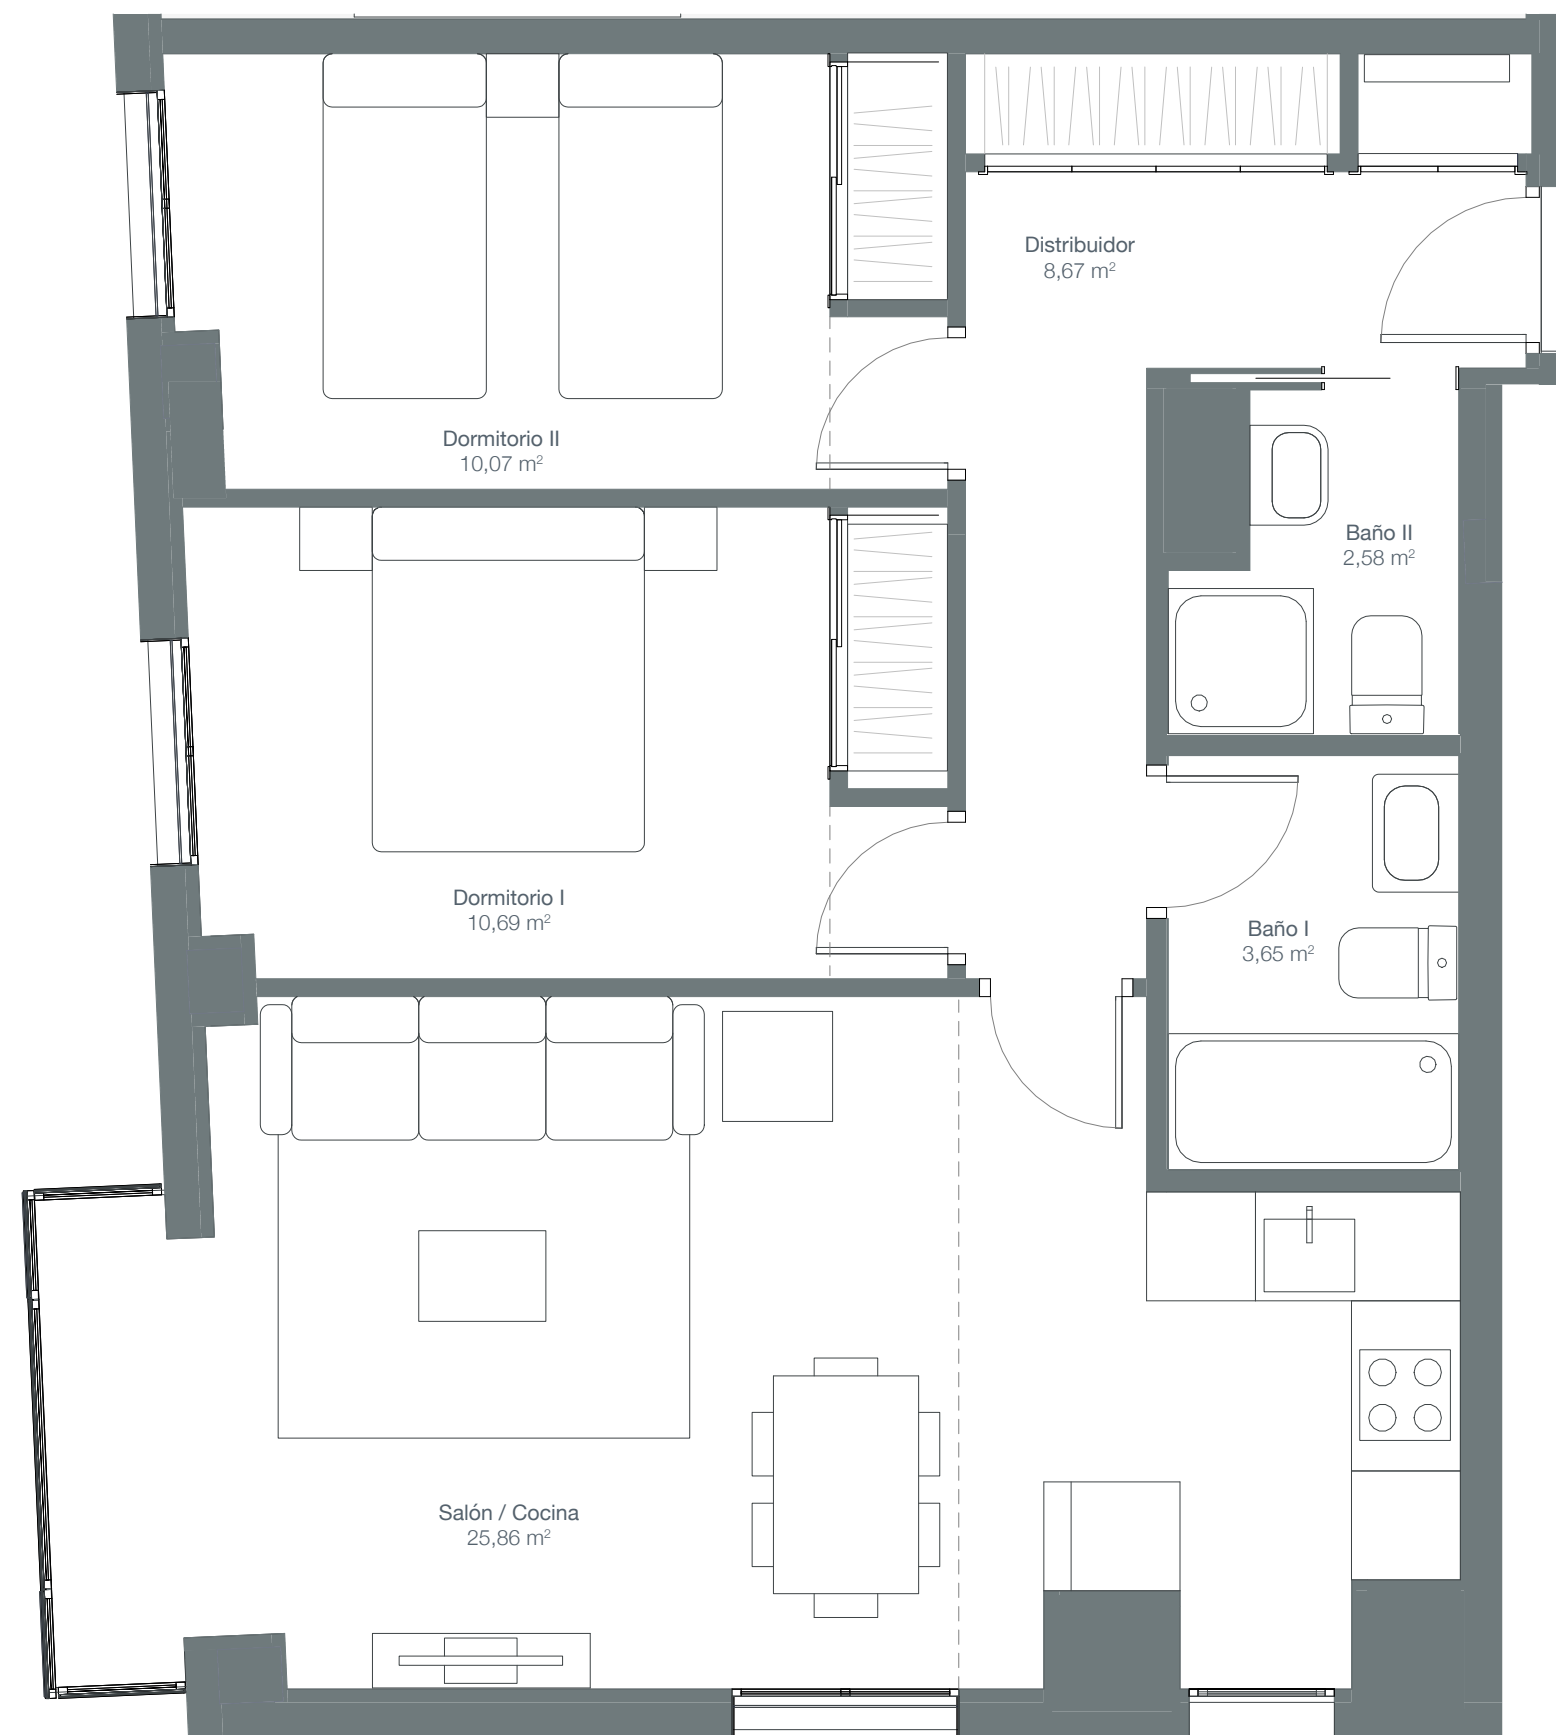 Distribuidor
8,67 m²
Dormitorio II
10,07 m²
Baño II
2,58 m²
Dormitorio I
10,69 m²
Baño I
3,65 m²
Salón / Cocina
25,86 m²